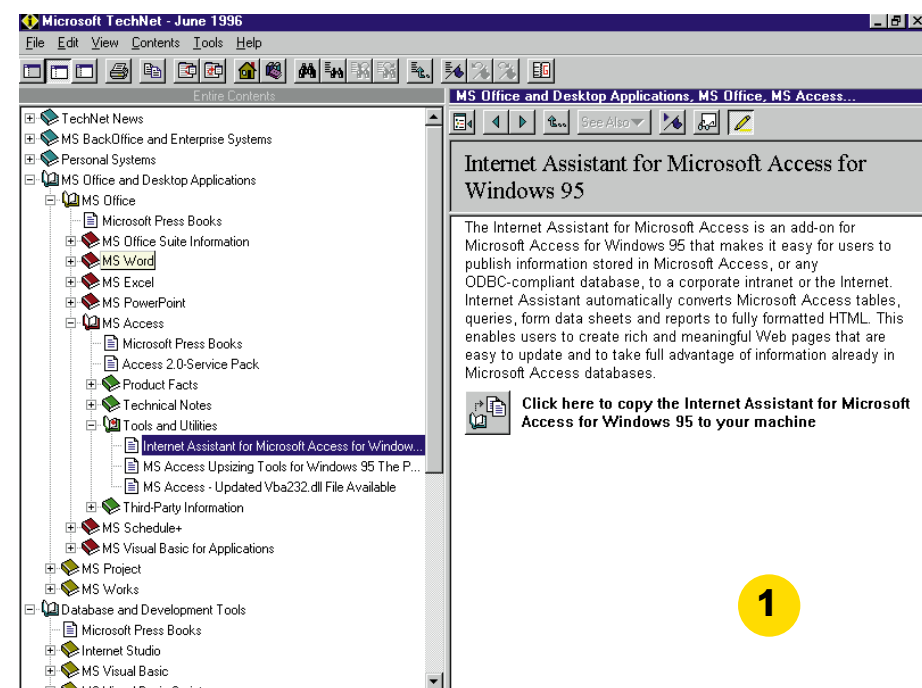 Microsoft TechNet - June 1996
File Edit View Contents Tools Help
Entire Contents
TechNet News
MS BackOffice and Enterprise Systems
Personal Systems
MS Office and Desktop Applications
MS Office
Microsoft Press Books
MS Office Suite Information
MS Word
MS Excel
MS PowerPoint
MS Access
Microsoft Press Books
Access 2.0-Service Pack
Product Facts
Technical Notes
Tools and Utilities
Internet Assistant for Microsoft Access for Window...
MS Access Upsizing Tools for Windows 95 The P...
MS Access - Updated Vba232.dll File Available
Third-Party Information
MS Schedule+
MS Visual Basic for Applications
MS Project
MS Works
Database and Development Tools
Microsoft Press Books
Internet Studio
MS Visual Basic
MS Office and Desktop Applications, MS Office, MS Access...
See Also
Internet Assistant for Microsoft Access for
Windows 95
The Internet Assistant for Microsoft Access is an add-on for
Microsoft Access for Windows 95 that makes it easy for users to
publish information stored in Microsoft Access, or any
ODBC-compliant database, to a corporate intranet or the Internet.
Internet Assistant automatically converts Microsoft Access tables,
queries, form data sheets and reports to fully formatted HTML. This
enables users to create rich and meaningful Web pages that are
easy to update and to take full advantage of information already in
Microsoft Access databases.
Click here to copy the Internet Assistant for Microsoft
Access for Windows 95 to your machine
1